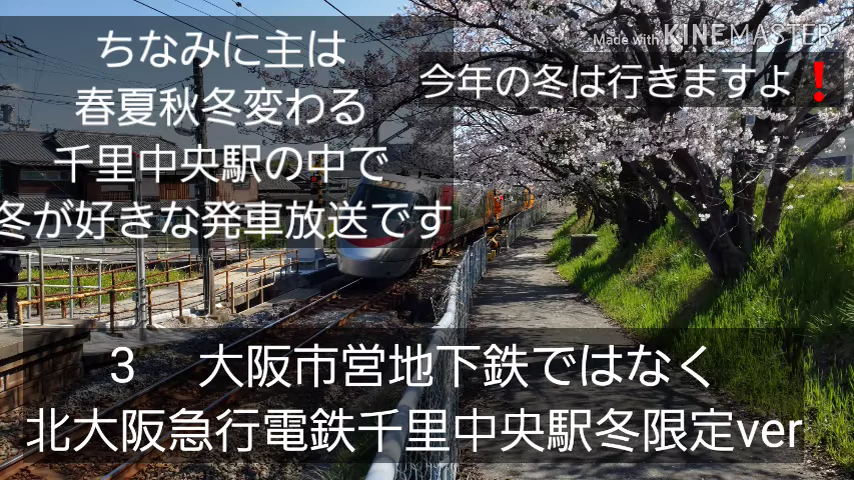 Made with KINEMASTER
ちなみに主は
春夏秋冬変わる
千里中央駅の中で
冬が好きな発車放送です
今年の冬は行きますよ❗
3 大阪市営地下鉄ではなく
北大阪急行電鉄千里中央駅冬限定ver